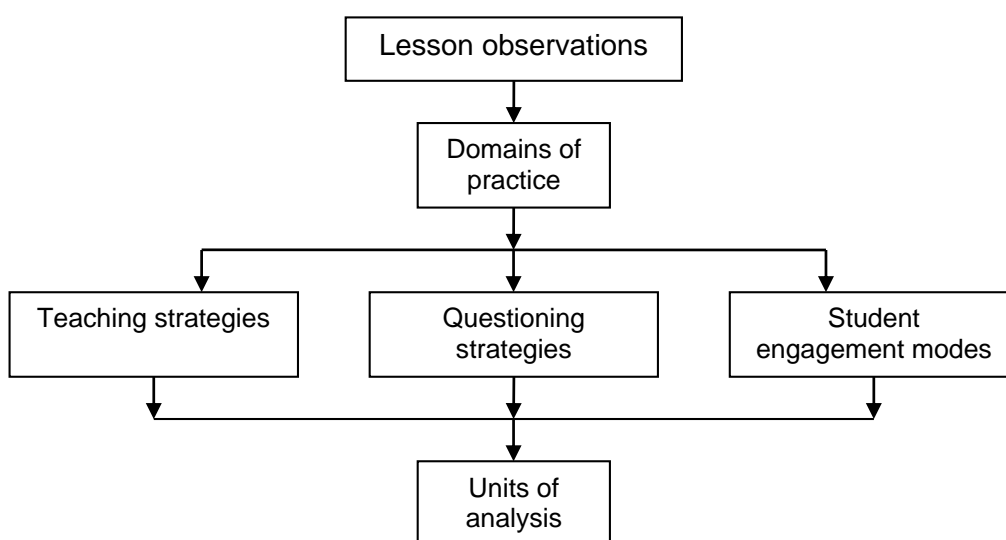 Lesson observations
Domains of
practice
Teaching strategies
Questioning
strategies
Student
engagement modes
Units of
analysis